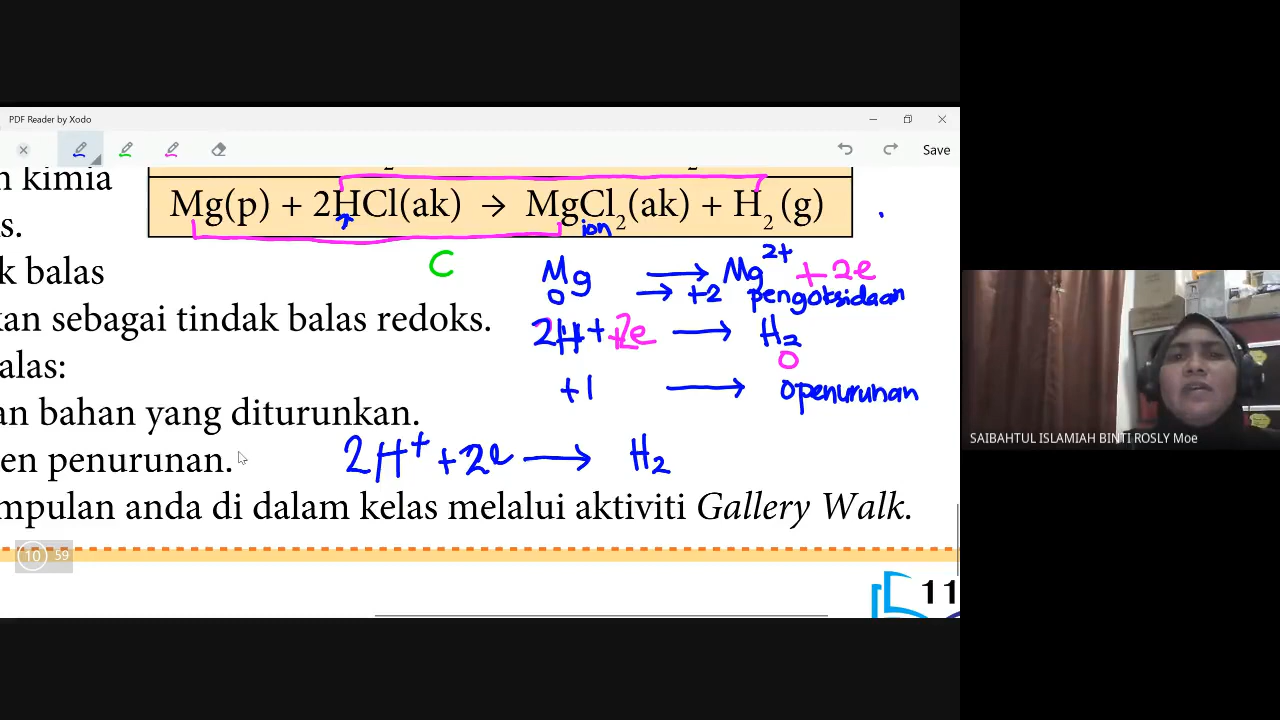 PDF Reader by Xodo
Save
n kimia
Mg(p) + 2HCl(ak) → MgCl₂(ak) + H₂(g)
s.
ion
k balas
C
Mg → Mg²⁺ + 2e
0 → +2 pengoksidaan
kan sebagai tindak balas redoks.
2H⁺ + 2e → H₂
0
alas:
+1 → 0 penurunan
an bahan yang diturunkan.
en penurunan.
2H⁺ + 2e → H₂
mpulan anda di dalam kelas melalui aktiviti Gallery Walk.
10 59
11
SAIBAHTUL ISLAMIAH BINTI ROSLY Moe